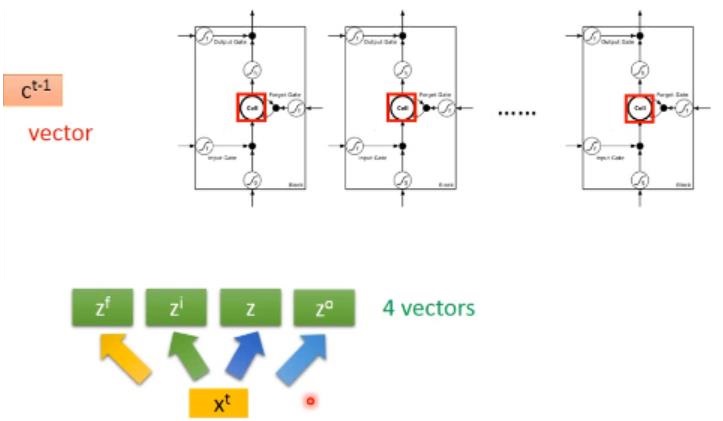 Output Gate
Output Gate
Output Gate
c^t-1
Forget Gate
Forget Gate
Forget Gate
Cell
Cell
......
Cell
vector
Input Gate
Input Gate
Input Gate
Block
Block
Block
z^f
z^i
z
z^o
4 vectors
x^t